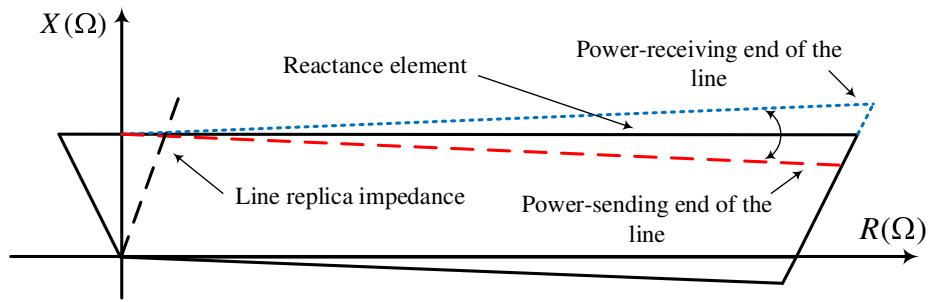 X(Ω)
Power-receiving end of the
line
Reactance element
Line replica impedance
Power-sending end of the
line
R(Ω)